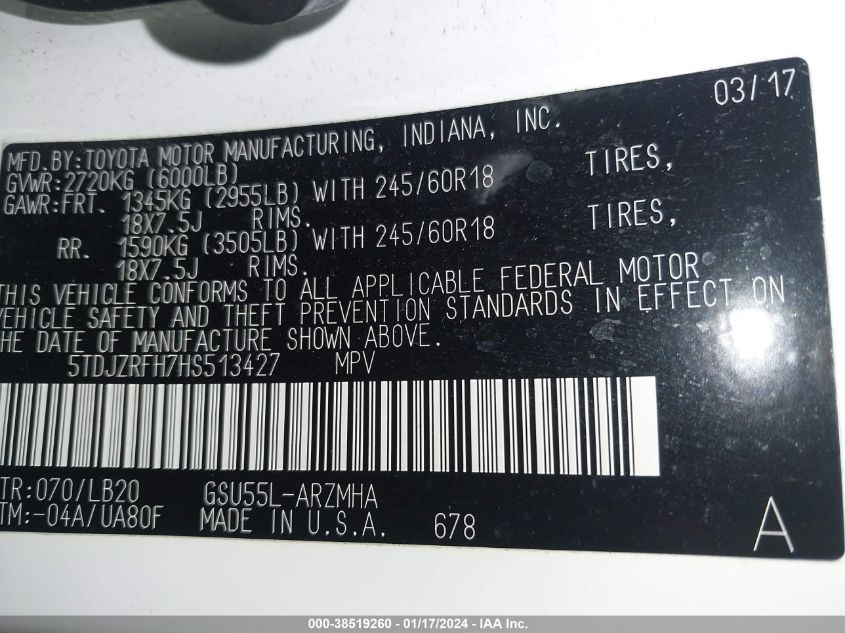 03/17
MFD. BY: TOYOTA MOTOR MANUFACTURING, INDIANA, INC.
GVWR: 2720KG (6000LB)
GAWR: FRT. 1345KG (2955LB) WITH 245/60R18 TIRES,
18X7.5J RIMS.
RR. 1590KG (3505LB) WITH 245/60R18 TIRES,
18X7.5J RIMS.
THIS VEHICLE CONFORMS TO ALL APPLICABLE FEDERAL MOTOR
VEHICLE SAFETY AND THEFT PREVENTION STANDARDS IN EFFECT ON
THE DATE OF MANUFACTURE SHOWN ABOVE.
5TDJZRFH7HS513427 MPV
TR:070/LB20 GSU55L-ARZMHA
TM:-04A/UA80F MADE IN U.S.A. 678
A
000-38519260 - 01/17/2024 - IAA Inc.